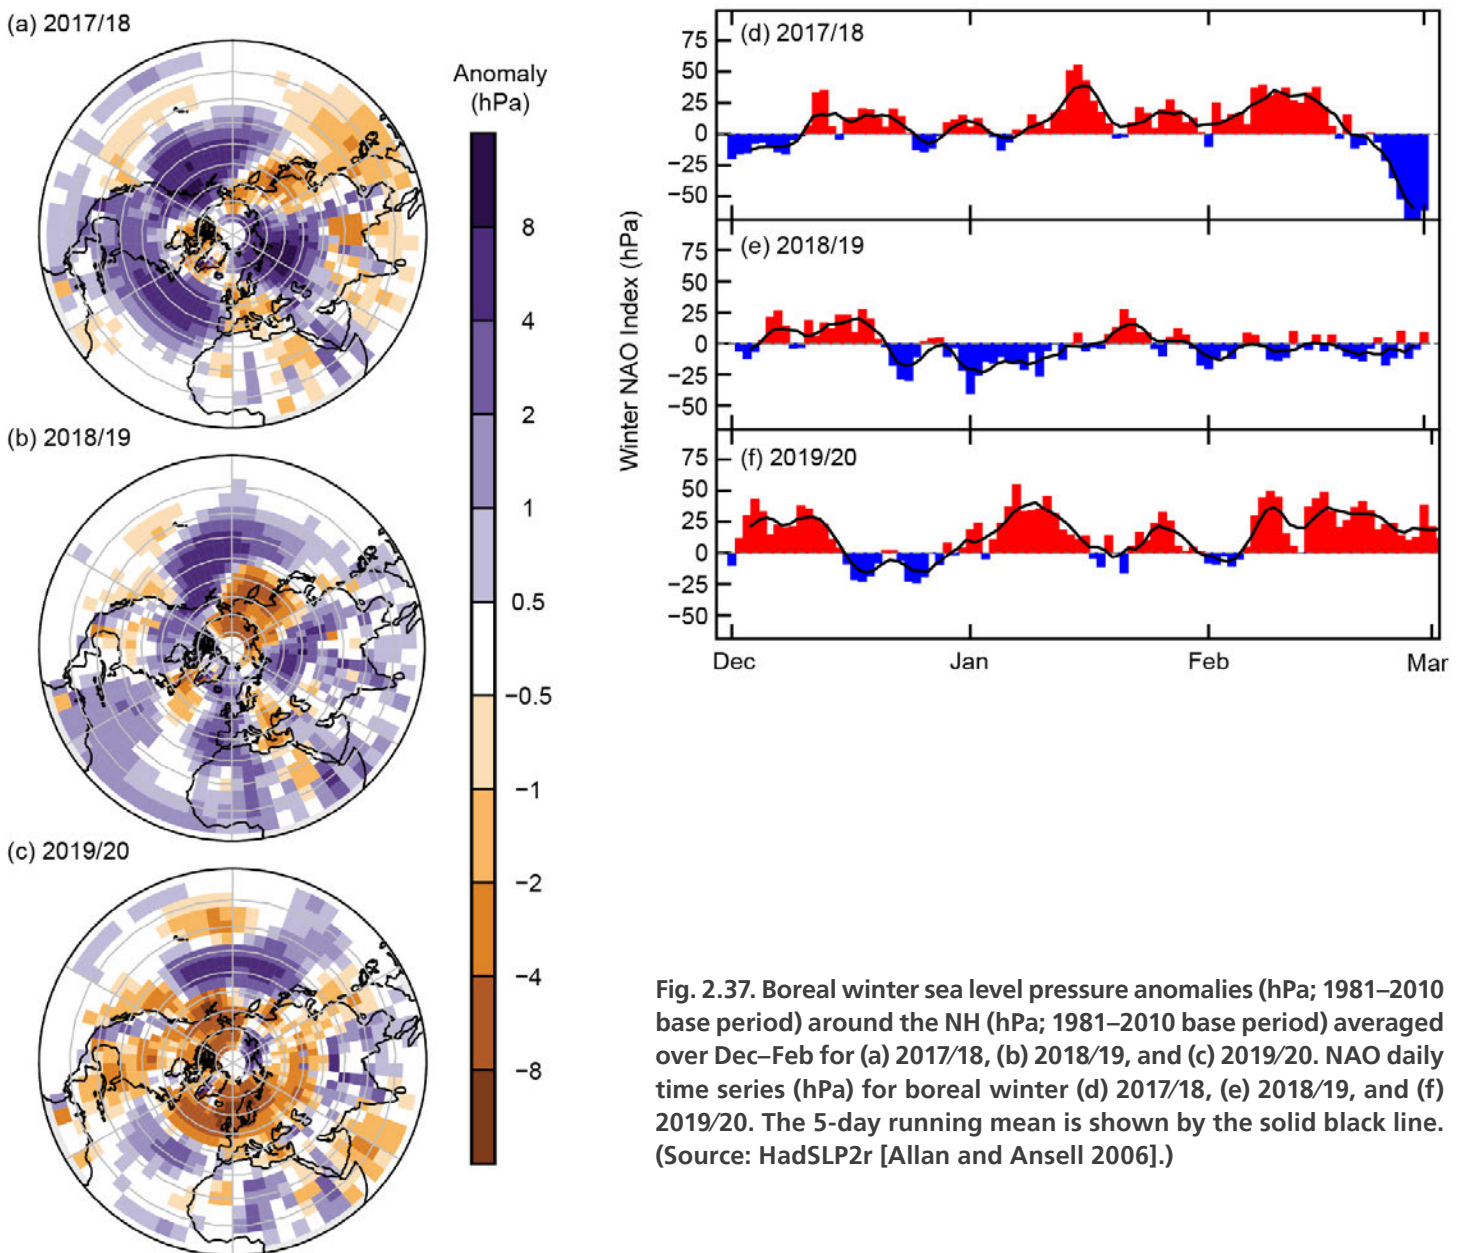 (a) 2017/18
Anomaly
(hPa)
8
4
2
1
0.5
−0.5
−1
−2
−4
−8
(b) 2018/19
(c) 2019/20
Winter NAO Index (hPa)
(d) 2017/18
75
50
25
0
−25
−50
(e) 2018/19
75
50
25
0
−25
−50
(f) 2019/20
75
50
25
0
−25
−50
Dec Jan Feb Mar
Fig. 2.37. Boreal winter sea level pressure anomalies (hPa; 1981–2010
base period) around the NH (hPa; 1981–2010 base period) averaged
over Dec–Feb for (a) 2017/18, (b) 2018/19, and (c) 2019/20. NAO daily
time series (hPa) for boreal winter (d) 2017/18, (e) 2018/19, and (f)
2019/20. The 5-day running mean is shown by the solid black line.
(Source: HadSLP2r [Allan and Ansell 2006].)